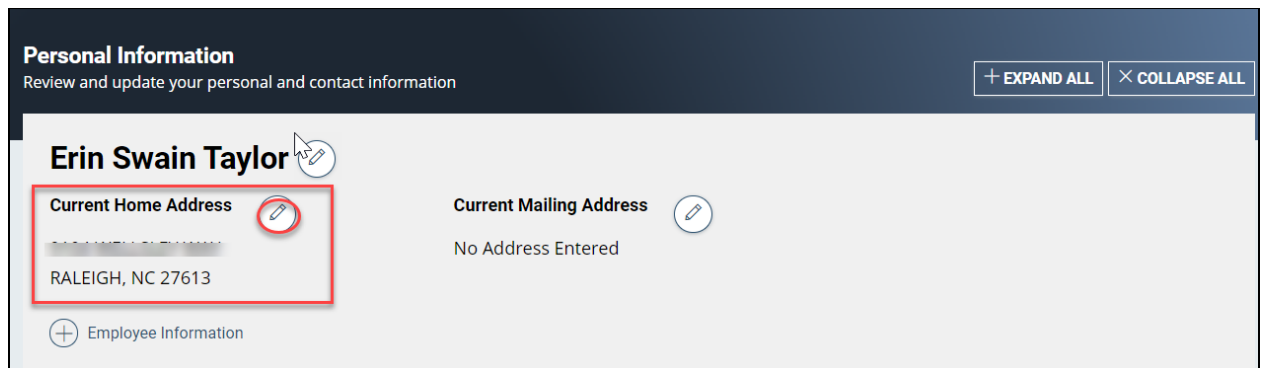 Personal Information
Review and update your personal and contact information
EXPAND ALL
COLLAPSE ALL
Erin Swain Taylor
Current Home Address
RALEIGH, NC 27613
Current Mailing Address
No Address Entered
Employee Information